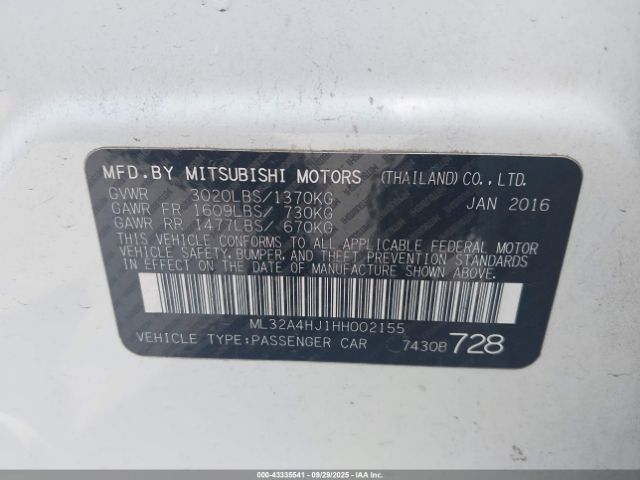 MFD.BY MITSUBISHI MOTORS (THAILAND)CO.,LTD.
GVWR 3020LBS/1370KG JAN 2016
GAWR FR 1609LBS/ 730KG
GAWR RR 1477LBS/ 670KG
THIS VEHICLE CONFORMS TO ALL APPLICABLE FEDERAL MOTOR
VEHICLE SAFETY, BUMPER, AND THEFT PREVENTION STANDARDS
IN EFFECT ON THE DATE OF MANUFACTURE SHOWN ABOVE.
ML32A4HJ1HH002155
VEHICLE TYPE:PASSENGER CAR 7430B 728
000-43335541 - 09/29/2025 - IAAI.COM